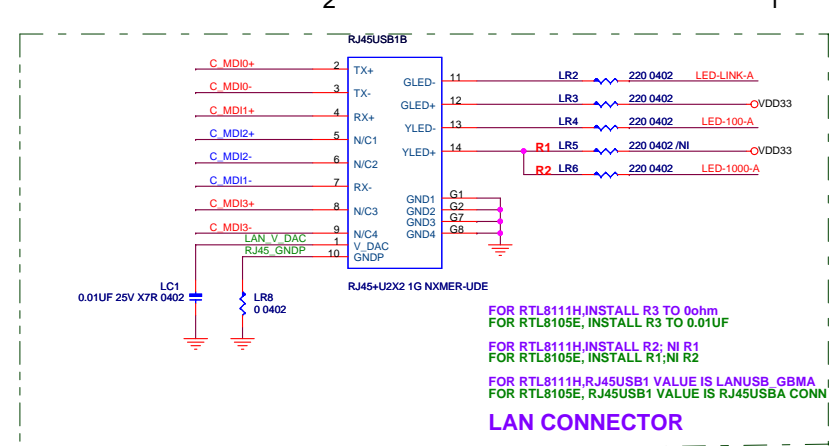 2 1
RJ45USB1B
C_MDI0+ 2 TX+ GLED- 11 LR2 220 0402 LED-LINK-A
C_MDI0- 3 TX- GLED+ 12 LR3 220 0402 VDD33
C_MDI1+ 4 RX+ YLED- 13 LR4 220 0402 LED-100-A
C_MDI2+ 5 N/C1 YLED+ 14 R1 LR5 220 0402 /NI VDD33
C_MDI2- 6 N/C2 R2 LR6 220 0402 LED-1000-A
C_MDI1- 7 RX- GND1 G1
C_MDI3+ 8 N/C3 GND2 G2
GND3 G7
C_MDI3- 9 N/C4 GND4 G8
LAN_V_DAC 1 V_DAC
RJ45_GNDP 10 GNDP
LC1
0.01UF 25V X7R 0402
LR8
0 0402
RJ45+U2X2 1G NXMER-UDE
FOR RTL8111H,INSTALL R3 TO 0ohm
FOR RTL8105E, INSTALL R3 TO 0.01UF
FOR RTL8111H,INSTALL R2; NI R1
FOR RTL8105E, INSTALL R1;NI R2
FOR RTL8111H,RJ45USB1 VALUE IS LANUSB_GBMA
FOR RTL8105E, RJ45USB1 VALUE IS RJ45USBA CONN
LAN CONNECTOR